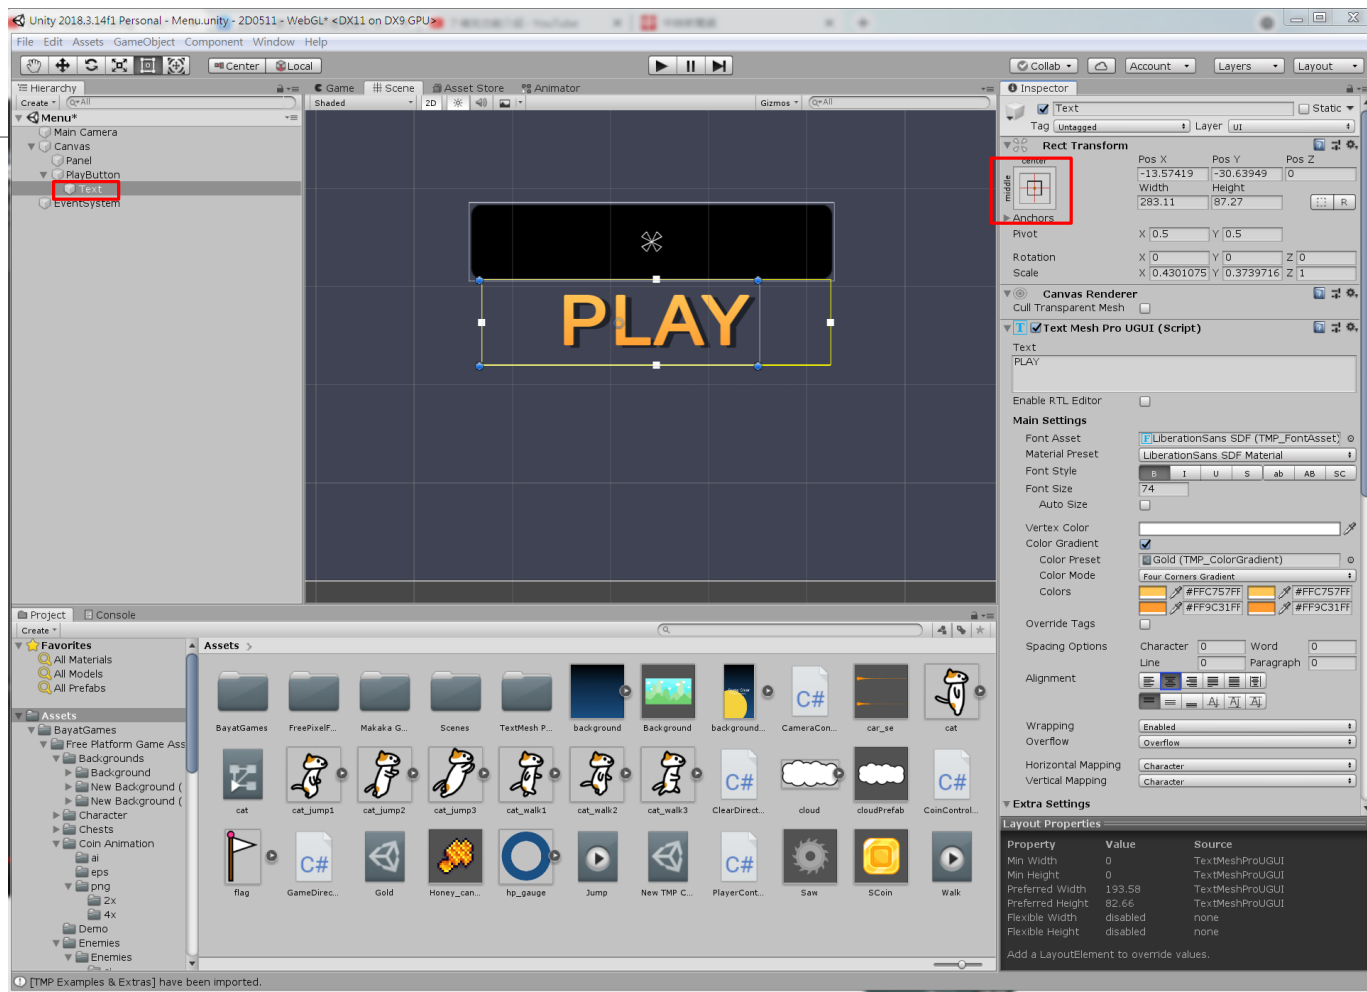 Unity 2018.3.14f1 Personal - Menu.unity - 2D0511 - WebGL* <DX11 on DX9 GPU>
File Edit Assets GameObject Component Window Help
Center Local Collab Account Layers Layout
Hierarchy
Create All
Menu*
Main Camera
Canvas
Panel
PlayButton
Text
EventSystem
Game Scene Asset Store Animator
Shaded 2D Gizmos All
PLAY
Inspector
Text Static
Tag Untagged Layer UI
Rect Transform
center
middle
Pos X Pos Y Pos Z
-13.57419 -30.63949 0
Width Height
283.11 87.27 R
Anchors
Pivot X 0.5 Y 0.5
Rotation X 0 Y 0 Z 0
Scale X 0.4301075 Y 0.3739716 Z 1
Canvas Renderer
Cull Transparent Mesh
Text Mesh Pro UGUI (Script)
Text
PLAY
Enable RTL Editor
Main Settings
Font Asset LiberationSans SDF (TMP_FontAsset)
Material Preset LiberationSans SDF Material
Font Style B I U S ab AB SC
Font Size 74
Auto Size
Vertex Color
Color Gradient
Color Preset Gold (TMP_ColorGradient)
Color Mode Four Corners Gradient
Colors #FFC757FF #FFC757FF
#FF9C31FF #FF9C31FF
Override Tags
Spacing Options Character 0 Word 0
Line 0 Paragraph 0
Alignment
Wrapping Enabled
Overflow Overflow
Horizontal Mapping Character
Vertical Mapping Character
Extra Settings
Layout Properties
Property Value Source
Min Width 0 TextMeshProUGUI
Min Height 0 TextMeshProUGUI
Preferred Width 193.58 TextMeshProUGUI
Preferred Height 82.66 TextMeshProUGUI
Flexible Width disabled none
Flexible Height disabled none
Add a LayoutElement to override values.
Project Console
Create
Favorites
All Materials
All Models
All Prefabs
Assets
BayatGames
Free Platform Game Ass
Backgrounds
Background
New Background (
New Background (
Character
Chests
Coin Animation
ai
eps
png
2x
4x
Demo
Enemies
Enemies
Assets
BayatGames FreePixelF... Makaka G... Scenes TextMesh P... background Background background... CameraCon... car_se cat
cat cat_jump1 cat_jump2 cat_jump3 cat_walk1 cat_walk2 cat_walk3 ClearDirect... cloud cloudPrefab CoinControl...
flag GameDirec... Gold Honey_can... hp_gauge Jump New TMP C... PlayerCont... Saw SCoin Walk
[TMP Examples & Extras] have been imported.